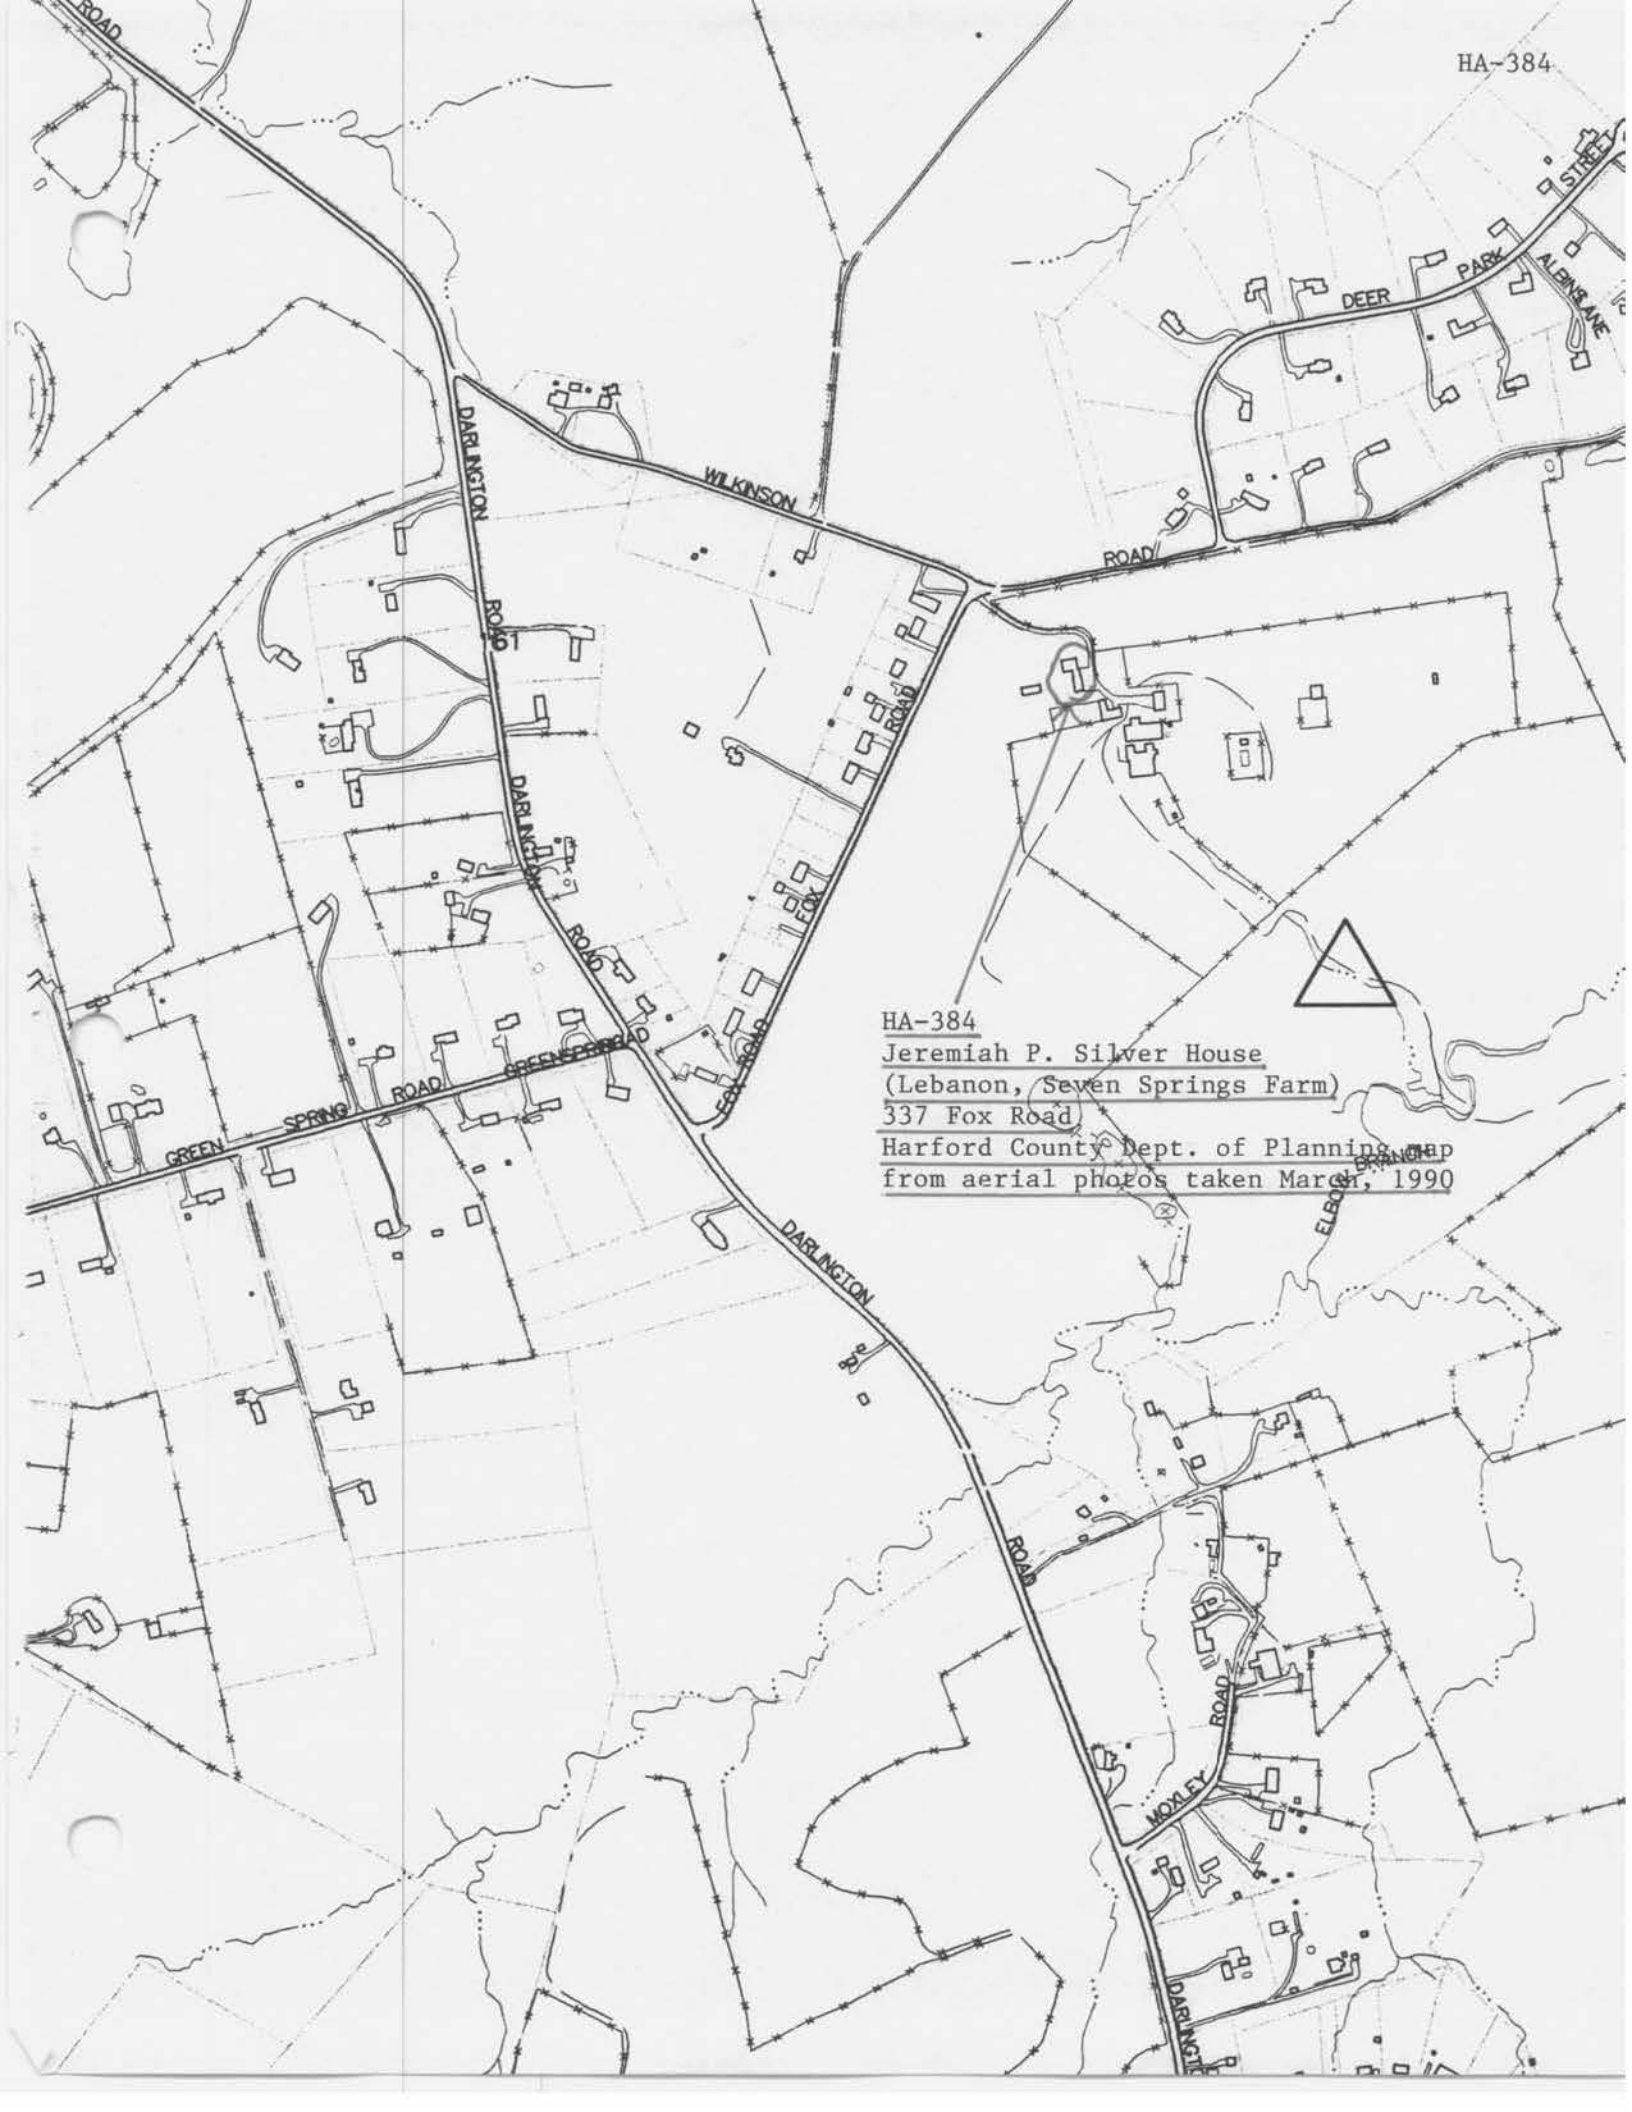 ROAD
HA-384
STREET
PARK
ALBINS LANE
DEER
DARLINGTON
WILKINSON
ROAD
ROAD
61
ROAD
DARLINGTON
FOX
ROAD
HA-384
Jeremiah P. Silver House
(Lebanon, Seven Springs Farm)
337 Fox Road
Harford County Dept. of Planning map
from aerial photos taken March, 1990
GREENSPRING
ROAD
ROAD
FOX ROAD
SPRING
GREEN
ELBOW BRANCH
DARLINGTON
ROAD
ROAD
MOXLEY
DARLINGT